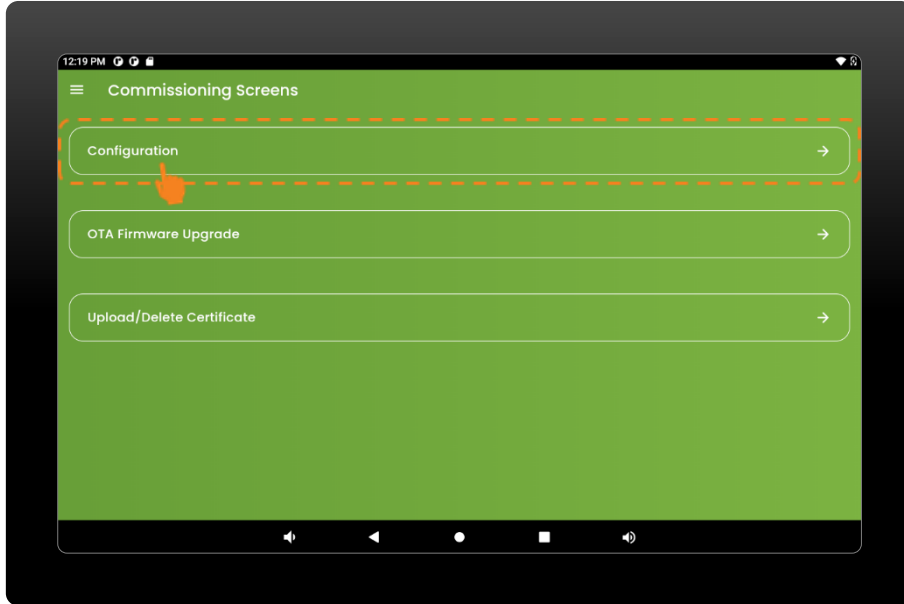 12:19 PM
Commissioning Screens
Configuration
OTA Firmware Upgrade
Upload/Delete Certificate